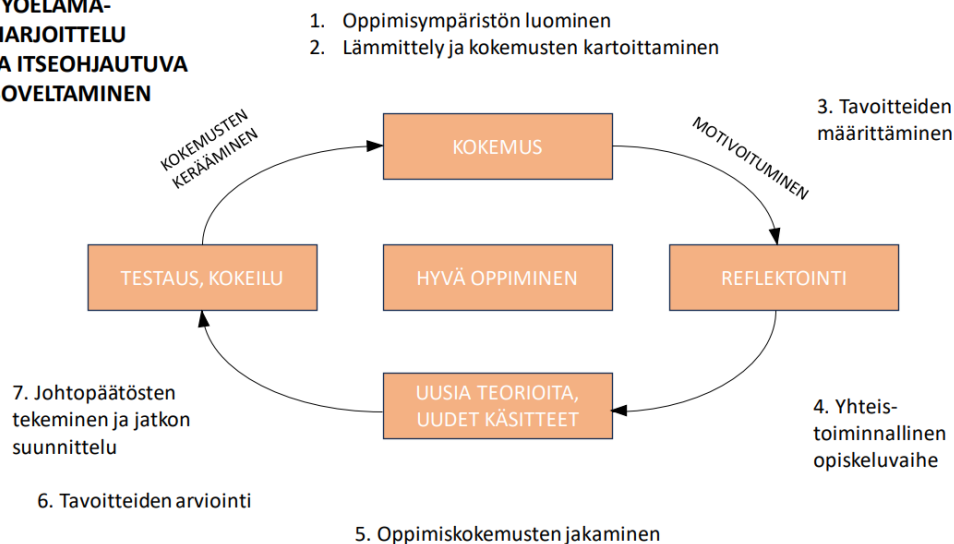 YÖELÄMÄ-
HARJOITTELU
A ITSEOHJAUTUVA
OVELTAMINEN
1. Oppimisympäristön luominen
2. Lämmittely ja kokemusten kartoittaminen
3. Tavoitteiden
määrittäminen
KOKEMUSTEN
KERÄÄMINEN
KOKEMUS
MOTIVOITUMINEN
TESTAUS, KOKEILU
HYVÄ OPPIMINEN
REFLEKTOINTI
UUSIA TEORIOITA,
UUDET KÄSITTEET
7. Johtopäätösten
tekeminen ja jatkon
suunnittelu
4. Yhteis-
toiminnallinen
opiskeluvaihe
6. Tavoitteiden arviointi
5. Oppimiskokemusten jakaminen